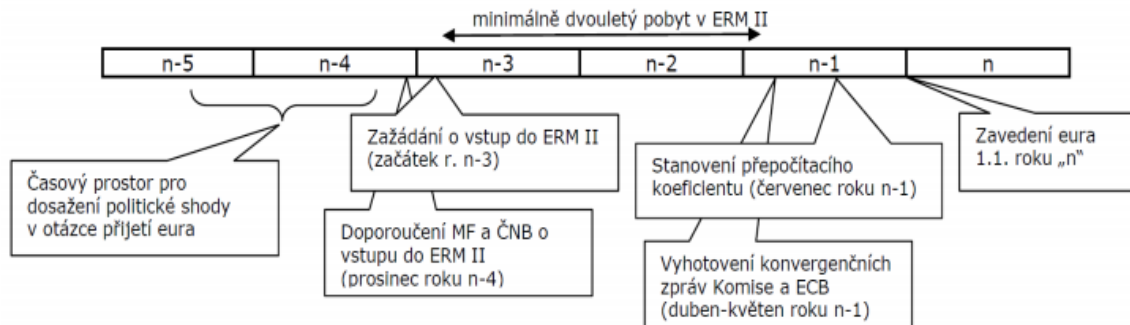 minimálně dvouletý pobyt v ERM II
n-5 n-4 n-3 n-2 n-1 n
Zažádání o vstup do ERM II
(začátek r. n-3)
Zavedení eura
1.1. roku „n“
Stanovení přepočítacího
koeficientu (červenec roku n-1)
Časový prostor pro
dosažení politické shody
v otázce přijetí eura
Doporoučení MF a ČNB o
vstupu do ERM II
(prosinec roku n-4)
Vyhotovení konvergenčních
zpráv Komise a ECB
(duben-květen roku n-1)